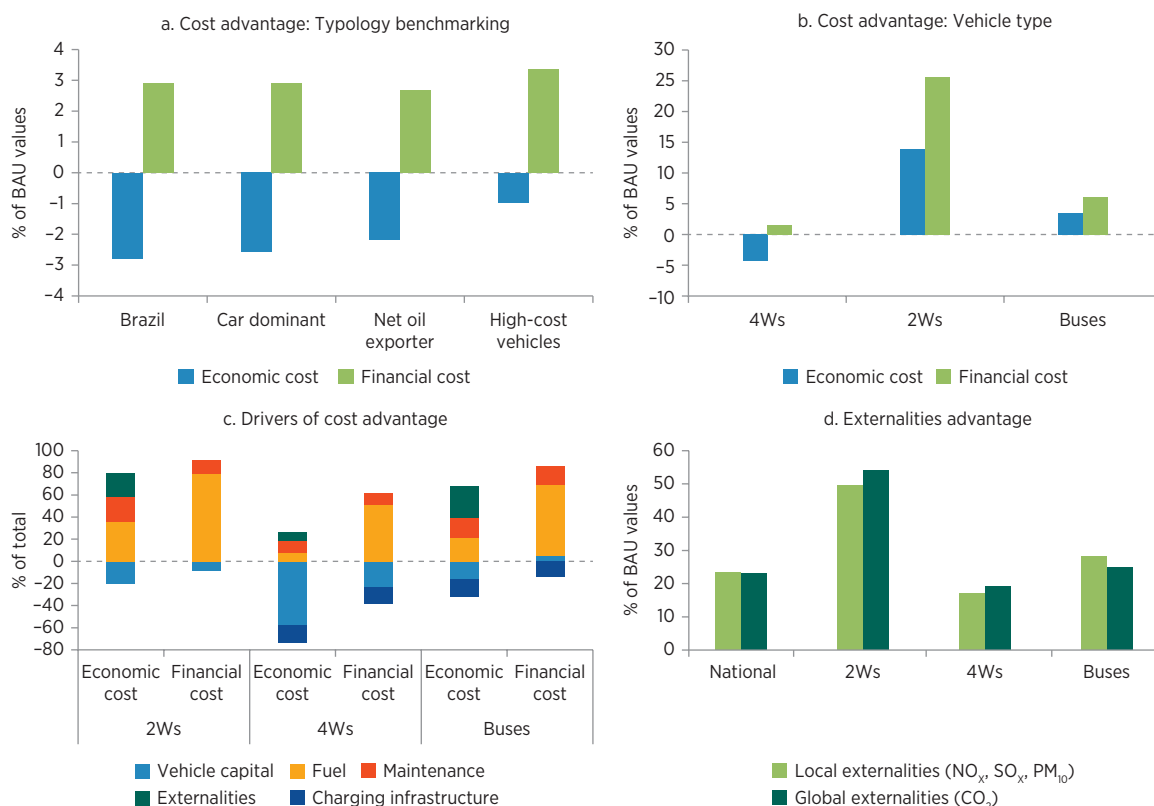 a. Cost advantage: Typology benchmarking
% of BAU values
4
3
2
1
0
–1
–2
–3
–4
Brazil
Car dominant
Net oil
exporter
High-cost
vehicles
Economic cost
Financial cost
b. Cost advantage: Vehicle type
% of BAU values
30
25
20
15
10
5
0
–5
–10
4Ws
2Ws
Buses
Economic cost
Financial cost
c. Drivers of cost advantage
% of total
100
80
60
40
20
0
–20
–40
–60
–80
Economic
cost
Financial
cost
Economic
cost
Financial
cost
Economic
cost
Financial
cost
2Ws
4Ws
Buses
Vehicle capital
Fuel
Maintenance
Externalities
Charging infrastructure
d. Externalities advantage
% of BAU values
60
50
40
30
20
10
0
National
2Ws
4Ws
Buses
Local externalities (NOₓ, SOₓ, PM₁₀)
Global externalities (CO₂)